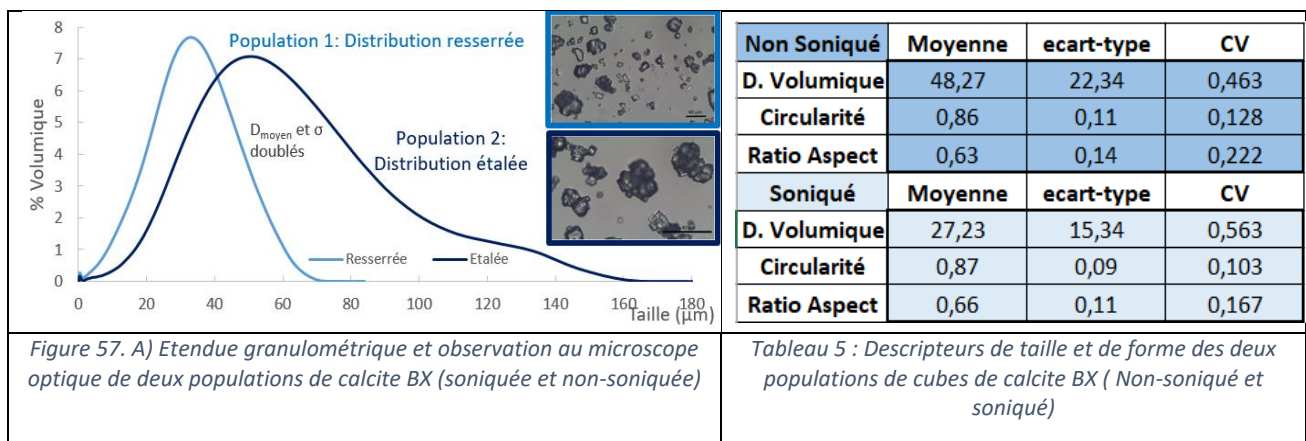 8
7
6
5
4
3
2
1
0
% Volumique
Population 1: Distribution resserrée
Dmoyen et σ
doublés
Population 2:
Distribution étalée
Resserrée Etalée
0 20 40 60 80 100 120 140 160 180
Taille (µm)
Non Soniqué Moyenne ecart-type CV
D. Volumique 48,27 22,34 0,463
Circularité 0,86 0,11 0,128
Ratio Aspect 0,63 0,14 0,222
Soniqué Moyenne ecart-type CV
D. Volumique 27,23 15,34 0,563
Circularité 0,87 0,09 0,103
Ratio Aspect 0,66 0,11 0,167
Figure 57. A) Etendue granulométrique et observation au microscope
optique de deux populations de calcite BX (soniquée et non-soniquée)
Tableau 5 : Descripteurs de taille et de forme des deux
populations de cubes de calcite BX ( Non-soniqué et
soniqué)